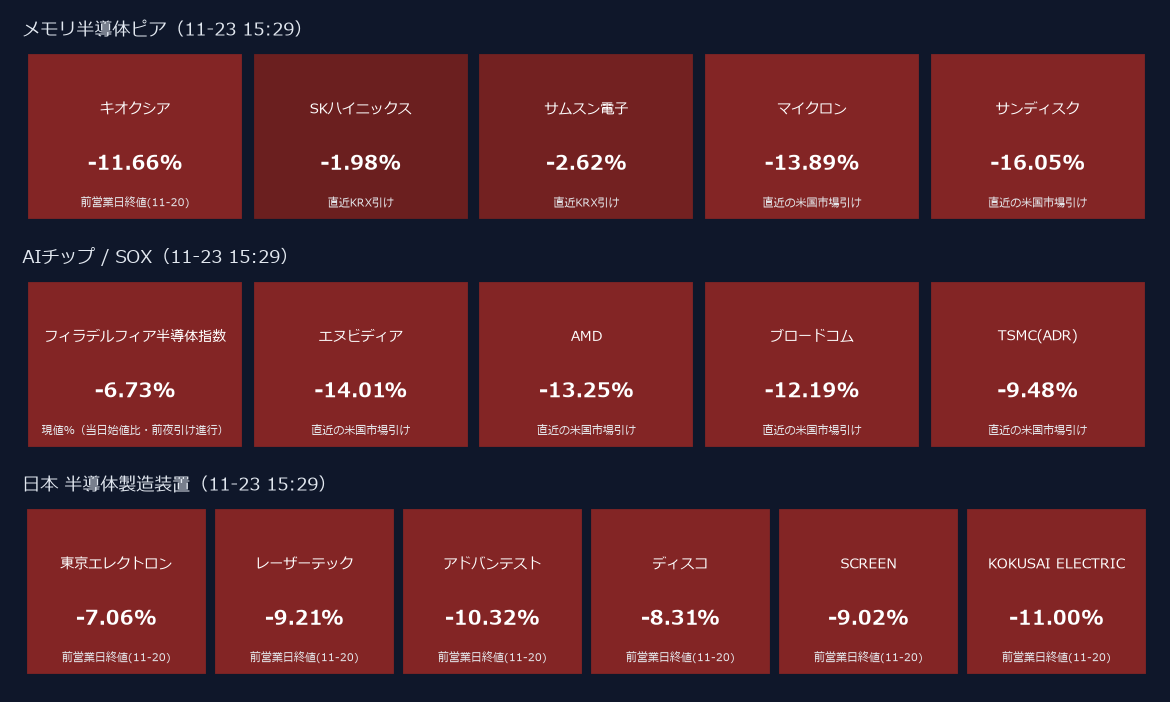 メモリ半導体ピア（11-23 15:29）
キオクシア
-11.66%
前営業日終値(11-20)
SKハイニックス
-1.98%
直近KRX引け
サムスン電子
-2.62%
直近KRX引け
マイクロン
-13.89%
直近の米国市場引け
サンディスク
-16.05%
直近の米国市場引け
AIチップ / SOX（11-23 15:29）
フィラデルフィア半導体指数
-6.73%
現値%（当日始値比・前夜引け進行）
エヌビディア
-14.01%
直近の米国市場引け
AMD
-13.25%
直近の米国市場引け
ブロードコム
-12.19%
直近の米国市場引け
TSMC(ADR)
-9.48%
直近の米国市場引け
日本 半導体製造装置（11-23 15:29）
東京エレクトロン
-7.06%
前営業日終値(11-20)
レーザーテック
-9.21%
前営業日終値(11-20)
アドバンテスト
-10.32%
前営業日終値(11-20)
ディスコ
-8.31%
前営業日終値(11-20)
SCREEN
-9.02%
前営業日終値(11-20)
KOKUSAI ELECTRIC
-11.00%
前営業日終値(11-20)